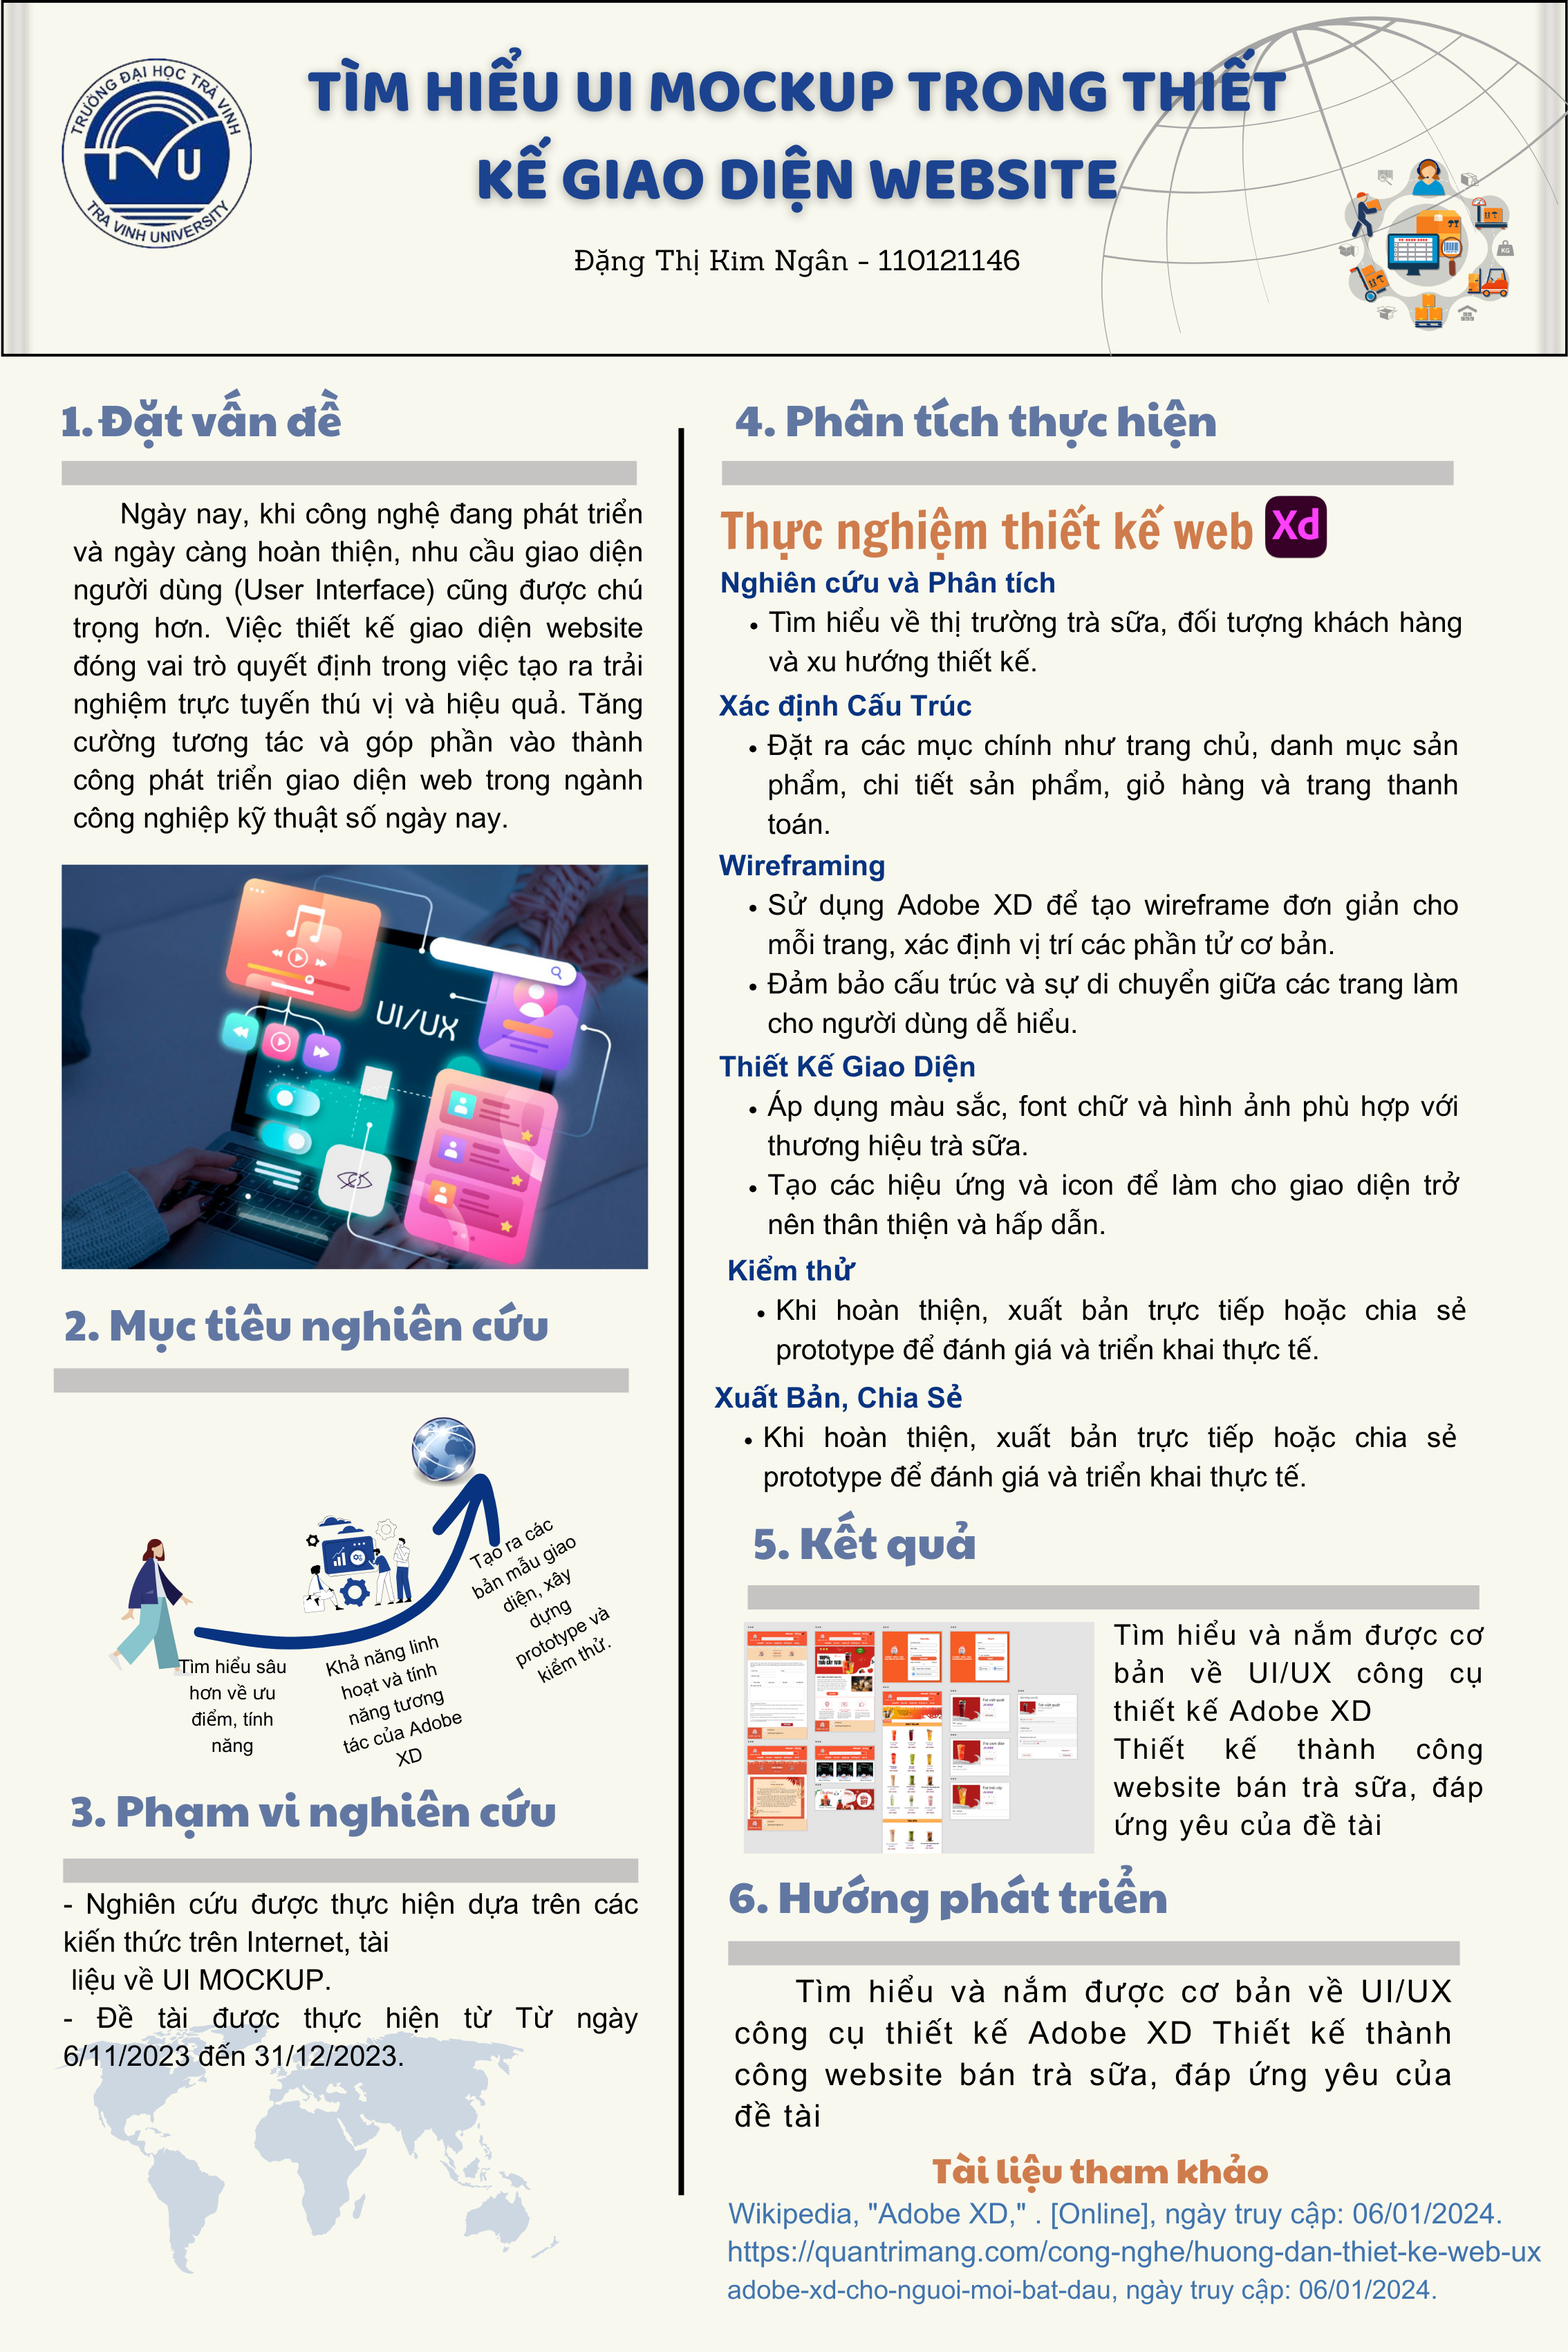 TRƯỜNG ĐẠI HỌC TRÀ VINH
TVU
TRA VINH UNIVERSITY
TÌM HIỂU UI MOCKUP TRONG THIẾT
KẾ GIAO DIỆN WEBSITE
Đặng Thị Kim Ngân - 110121146
KG
1. Đặt vấn đề
Ngày nay, khi công nghệ đang phát triển
và ngày càng hoàn thiện, nhu cầu giao diện
người dùng (User Interface) cũng được chú
trọng hơn. Việc thiết kế giao diện website
đóng vai trò quyết định trong việc tạo ra trải
nghiệm trực tuyến thú vị và hiệu quả. Tăng
cường tương tác và góp phần vào thành
công phát triển giao diện web trong ngành
công nghiệp kỹ thuật số ngày nay.
UI/UX
2. Mục tiêu nghiên cứu
Tìm hiểu sâu
hơn về ưu
điểm, tính
năng
Khả năng linh
hoạt và tính
năng tương
tác của Adobe
XD
Tạo ra các
bản mẫu giao
diện, xây
dựng
prototype và
kiểm thử.
3. Phạm vi nghiên cứu
- Nghiên cứu được thực hiện dựa trên các
kiến thức trên Internet, tài
liệu về UI MOCKUP.
- Đề tài được thực hiện từ Từ ngày
6/11/2023 đến 31/12/2023.
4. Phân tích thực hiện
Thực nghiệm thiết kế web Xd
Nghiên cứu và Phân tích
• Tìm hiểu về thị trường trà sữa, đối tượng khách hàng
và xu hướng thiết kế.
Xác định Cấu Trúc
• Đặt ra các mục chính như trang chủ, danh mục sản
phẩm, chi tiết sản phẩm, giỏ hàng và trang thanh
toán.
Wireframing
• Sử dụng Adobe XD để tạo wireframe đơn giản cho
mỗi trang, xác định vị trí các phần tử cơ bản.
• Đảm bảo cấu trúc và sự di chuyển giữa các trang làm
cho người dùng dễ hiểu.
Thiết Kế Giao Diện
• Áp dụng màu sắc, font chữ và hình ảnh phù hợp với
thương hiệu trà sữa.
• Tạo các hiệu ứng và icon để làm cho giao diện trở
nên thân thiện và hấp dẫn.
Kiểm thử
• Khi hoàn thiện, xuất bản trực tiếp hoặc chia sẻ
prototype để đánh giá và triển khai thực tế.
Xuất Bản, Chia Sẻ
• Khi hoàn thiện, xuất bản trực tiếp hoặc chia sẻ
prototype để đánh giá và triển khai thực tế.
5. Kết quả
Tìm hiểu và nắm được cơ
bản về UI/UX công cụ
thiết kế Adobe XD
Thiết kế thành công
website bán trà sữa, đáp
ứng yêu của đề tài
6. Hướng phát triển
Tìm hiểu và nắm được cơ bản về UI/UX
công cụ thiết kế Adobe XD Thiết kế thành
công website bán trà sữa, đáp ứng yêu của
đề tài
Tài liệu tham khảo
Wikipedia, "Adobe XD," . [Online], ngày truy cập: 06/01/2024.
https://quantrimang.com/cong-nghe/huong-dan-thiet-ke-web-ux
adobe-xd-cho-nguoi-moi-bat-dau, ngày truy cập: 06/01/2024.